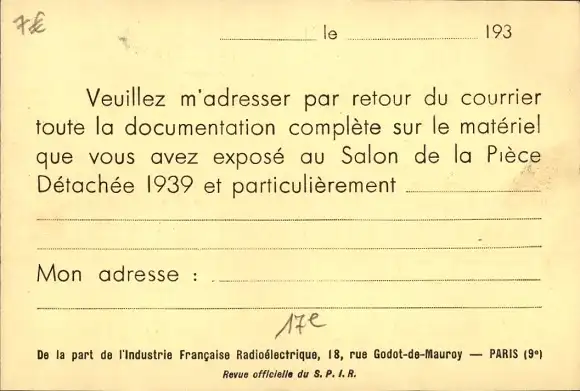 7€
le 193
Veuillez m'adresser par retour du courrier
toute la documentation complète sur le matériel
que vous avez exposé au Salon de la Pièce
Détachée 1939 et particulièrement
Mon adresse :
17e
De la part de l'Industrie Française Radioélectrique, 18, rue Godot-de-Mauroy — PARIS (9e)
Revue officielle du S. P. I. R.